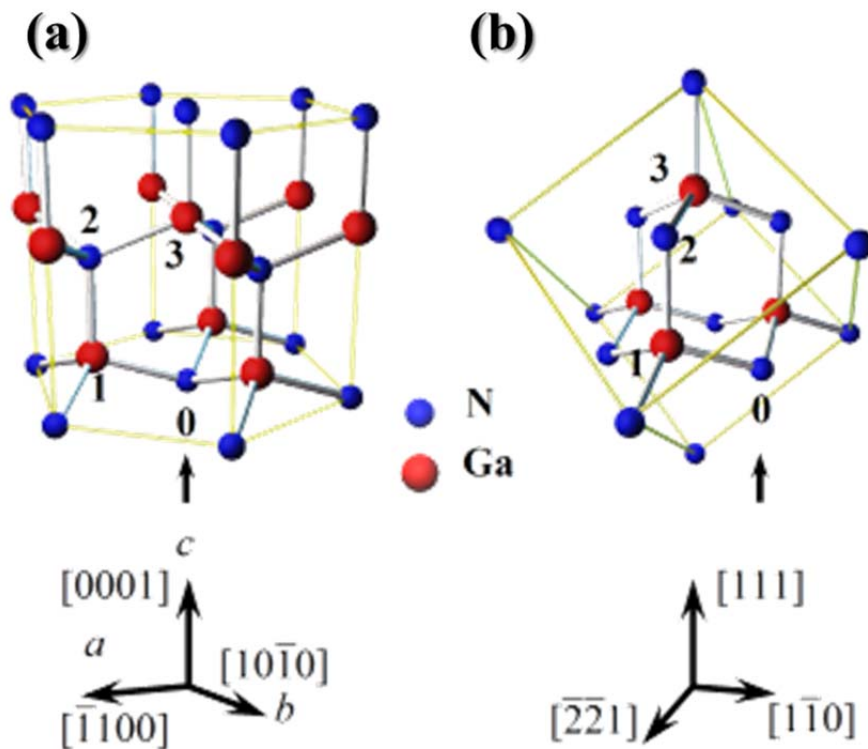 (a)
(b)
2
3
1
0
3
2
1
0
N
Ga
c
[0001]
a
[101̅0]
b
[1̅100]
[111]
[2̅2̅1]
[11̅0]